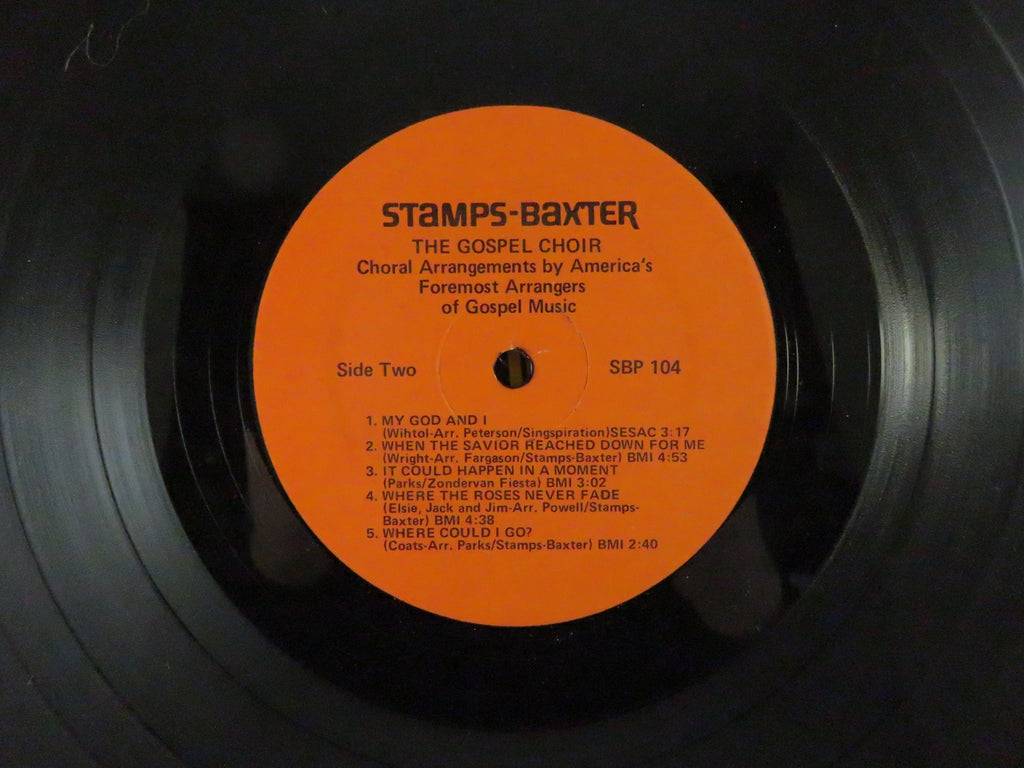 STAMPS-BAXTER
THE GOSPEL CHOIR
Choral Arrangements by America's
Foremost Arrangers
of Gospel Music
Side Two
SBP 104
1. MY GOD AND I
(Wihtol-Arr. Peterson/Singspiration)SESAC 3:17
2. WHEN THE SAVIOR REACHED DOWN FOR ME
(Wright-Arr. Fargason/Stamps-Baxter) BMI 4:53
3. IT COULD HAPPEN IN A MOMENT
(Parks/Zondervan Fiesta) BMI 3:02
4. WHERE THE ROSES NEVER FADE
(Elsie, Jack and Jim-Arr. Powell/Stamps-
Baxter) BMI 4:38
5. WHERE COULD I GO?
(Coats-Arr. Parks/Stamps-Baxter) BMI 2:40